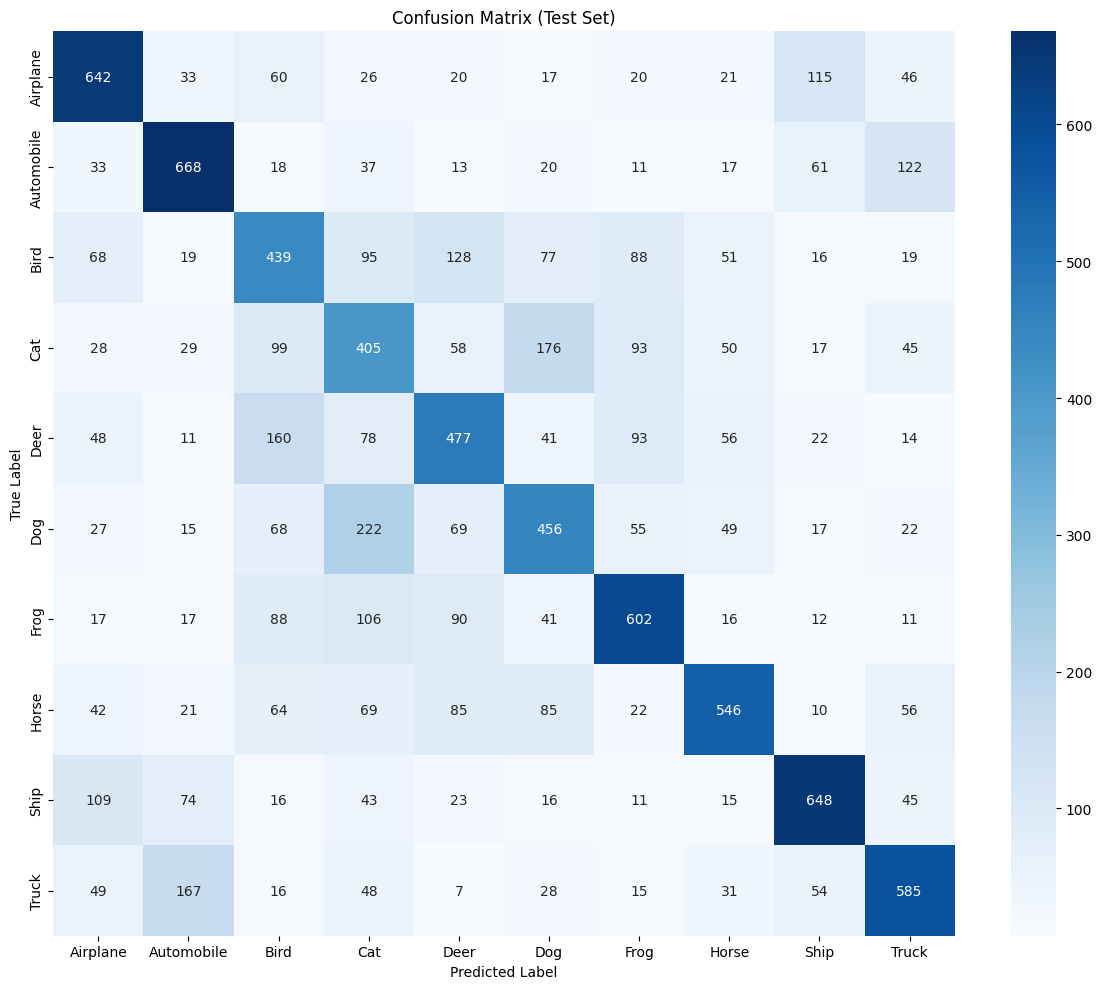 Confusion Matrix (Test Set)
Airplane 642 33 60 26 20 17 20 21 115 46
Automobile 33 668 18 37 13 20 11 17 61 122
Bird 68 19 439 95 128 77 88 51 16 19
Cat 28 29 99 405 58 176 93 50 17 45
Deer 48 11 160 78 477 41 93 56 22 14
Dog 27 15 68 222 69 456 55 49 17 22
Frog 17 17 88 106 90 41 602 16 12 11
Horse 42 21 64 69 85 85 22 546 10 56
Ship 109 74 16 43 23 16 11 15 648 45
Truck 49 167 16 48 7 28 15 31 54 585
Airplane Automobile Bird Cat Deer Dog Frog Horse Ship Truck
Predicted Label
True Label
600
500
400
300
200
100